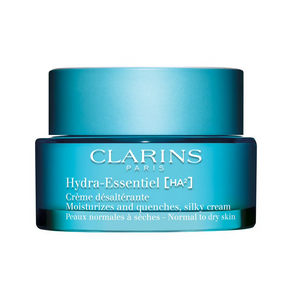 CLARINS
PARIS
Hydra-Essentiel [HA²]
Crème désaltérante
Moisturizes and quenches, silky cream
Peaux normales à sèches – Normal to dry skin